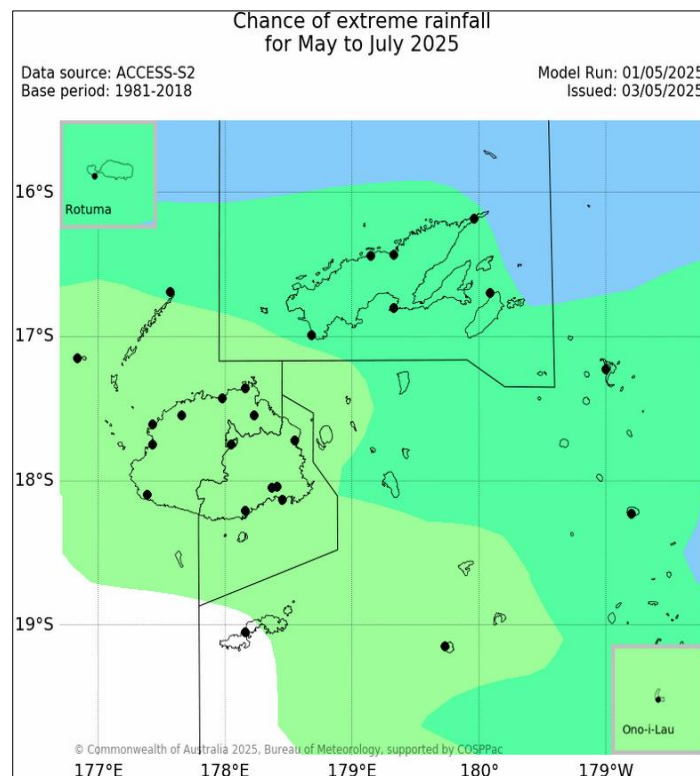 Chance of extreme rainfall
for May to July 2025
Data source: ACCESS-S2
Base period: 1981-2018
Model Run: 01/05/2025
Issued: 03/05/2025
Rotuma
16°S
17°S
18°S
19°S
Ono-i-Lau
© Commonwealth of Australia 2025, Bureau of Meteorology, supported by COSPPac
177°E
178°E
179°E
180°
179°W